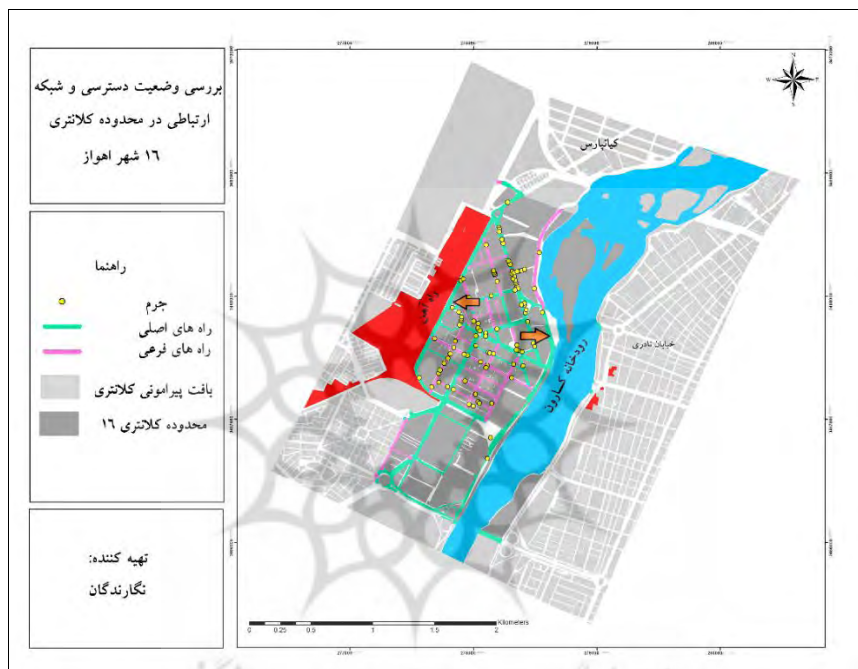 بررسی وضعیت دسترسی و شبکه
ارتباطی در محدوده کلانتری
۱۶ شهر اهواز
راهنما
جرم
راه های اصلی
راه های فرعی
بافت پیرامونی کلانتری
محدوده کلانتری ۱۶
تهیه کننده:
نگارندگان
N
W
S
کیانپارس
راه آهن
رودخانه کارون
خیابان نادری
Kilometers
0 0.25 0.5 1 1.5 2